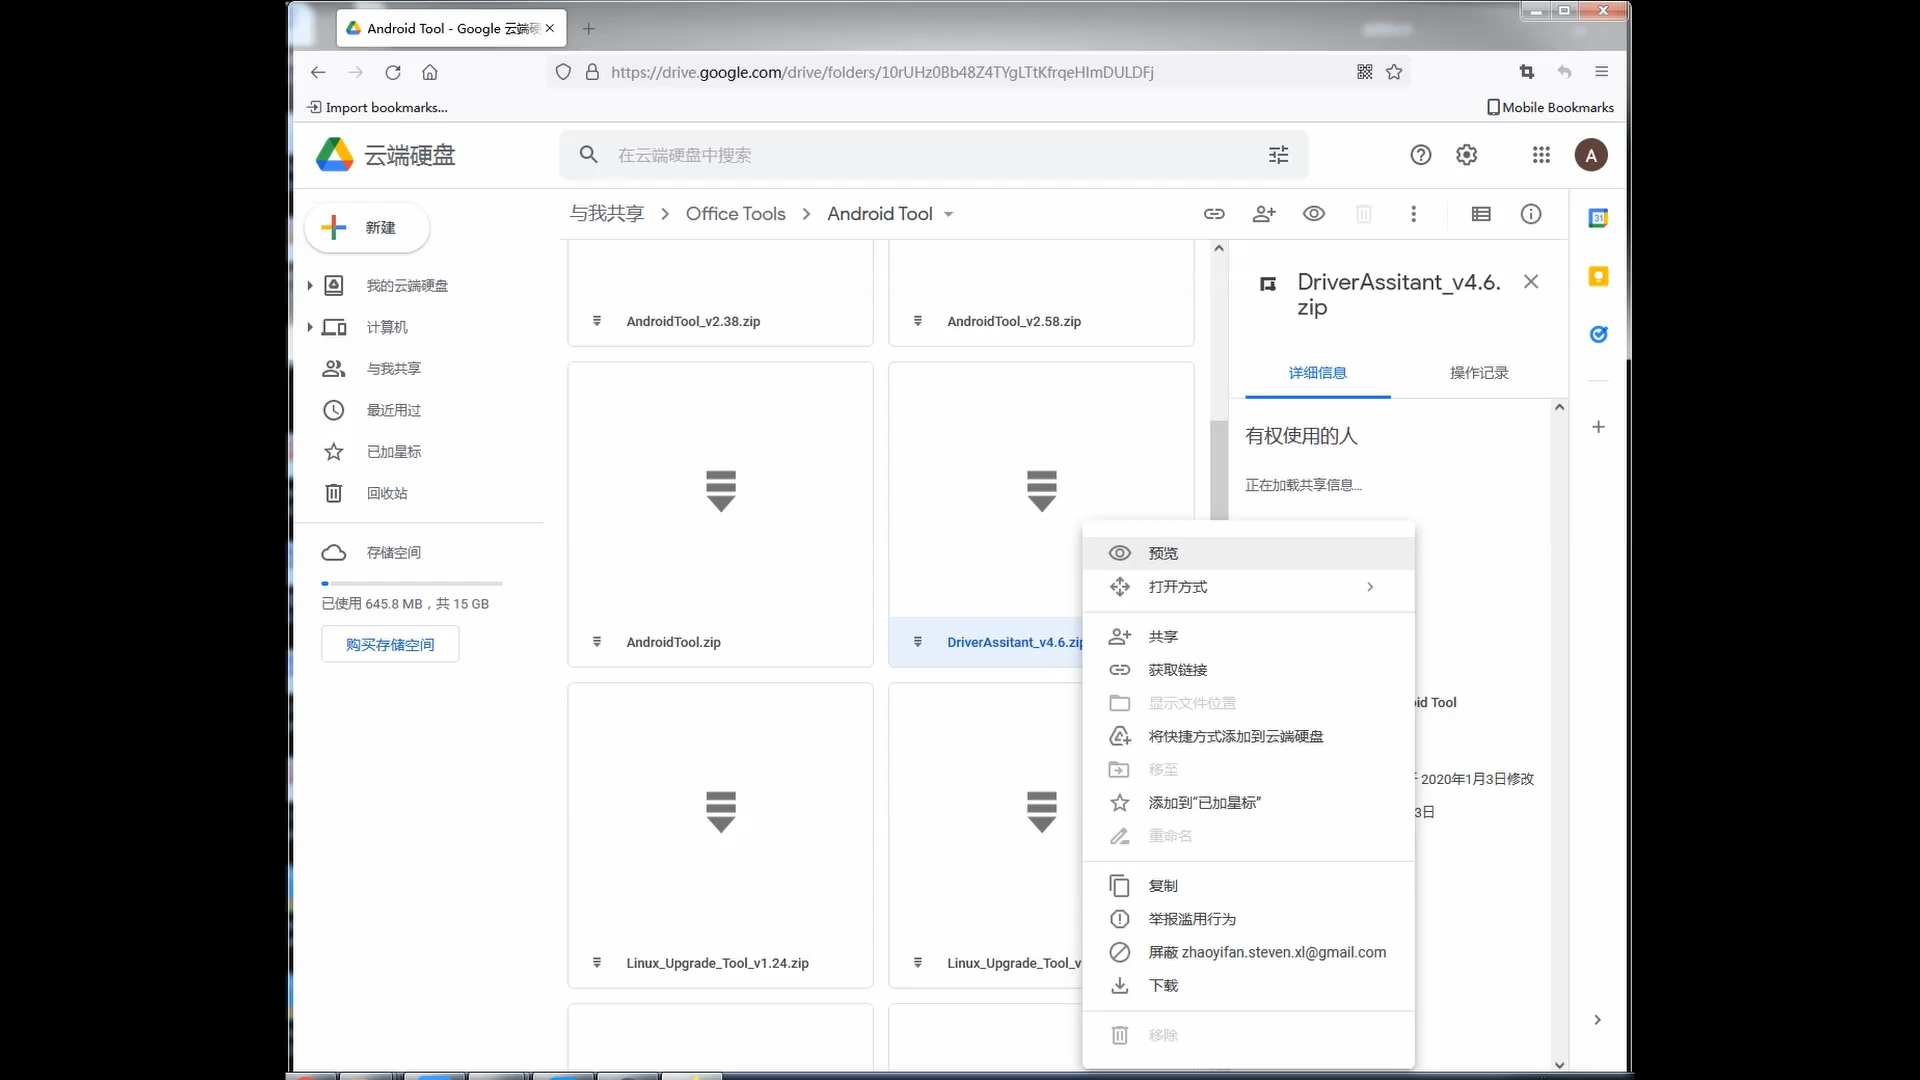 Android Tool - Google 云端硬
https://drive.google.com/drive/folders/10rUHz0Bb48Z4TYgLTtKfrqeHImDULDFj
Import bookmarks...
Mobile Bookmarks
云端硬盘
在云端硬盘中搜索
A
新建
与我共享
Office Tools
Android Tool
31
我的云端硬盘
计算机
与我共享
最近用过
已加星标
回收站
存储空间
已使用 645.8 MB，共 15 GB
购买存储空间
AndroidTool_v2.38.zip
AndroidTool_v2.58.zip
AndroidTool.zip
DriverAssitant_v4.6.zip
Linux_Upgrade_Tool_v1.24.zip
Linux_Upgrade_Tool_v
DriverAssitant_v4.6.
zip
详细信息
操作记录
有权使用的人
正在加载共享信息...
预览
打开方式
共享
获取链接
显示文件位置
将快捷方式添加到云端硬盘
移至
添加到“已加星标”
重命名
复制
举报滥用行为
屏蔽 zhaoyifan.steven.xl@gmail.com
下载
移除
id Tool
2020年1月3日修改
3日